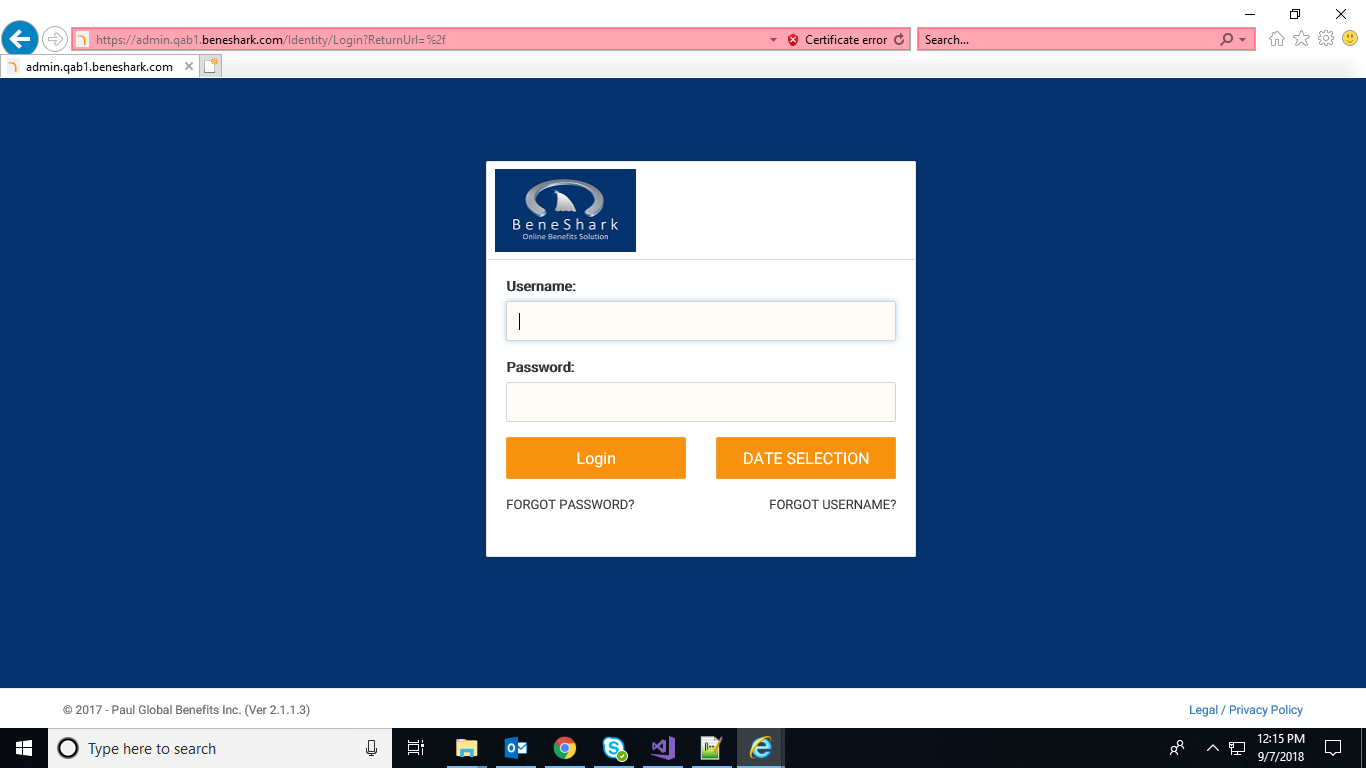 https://admin.qab1.beneshark.com/Identity/Login?ReturnUrl=%2f
Certificate error
Search...
admin.qab1.beneshark.com
BeneShark
Online Benefits Solution
Username:
Password:
Login
DATE SELECTION
FORGOT PASSWORD?
FORGOT USERNAME?
© 2017 - Paul Global Benefits Inc. (Ver 2.1.1.3)
Legal / Privacy Policy
Type here to search
12:15 PM
9/7/2018